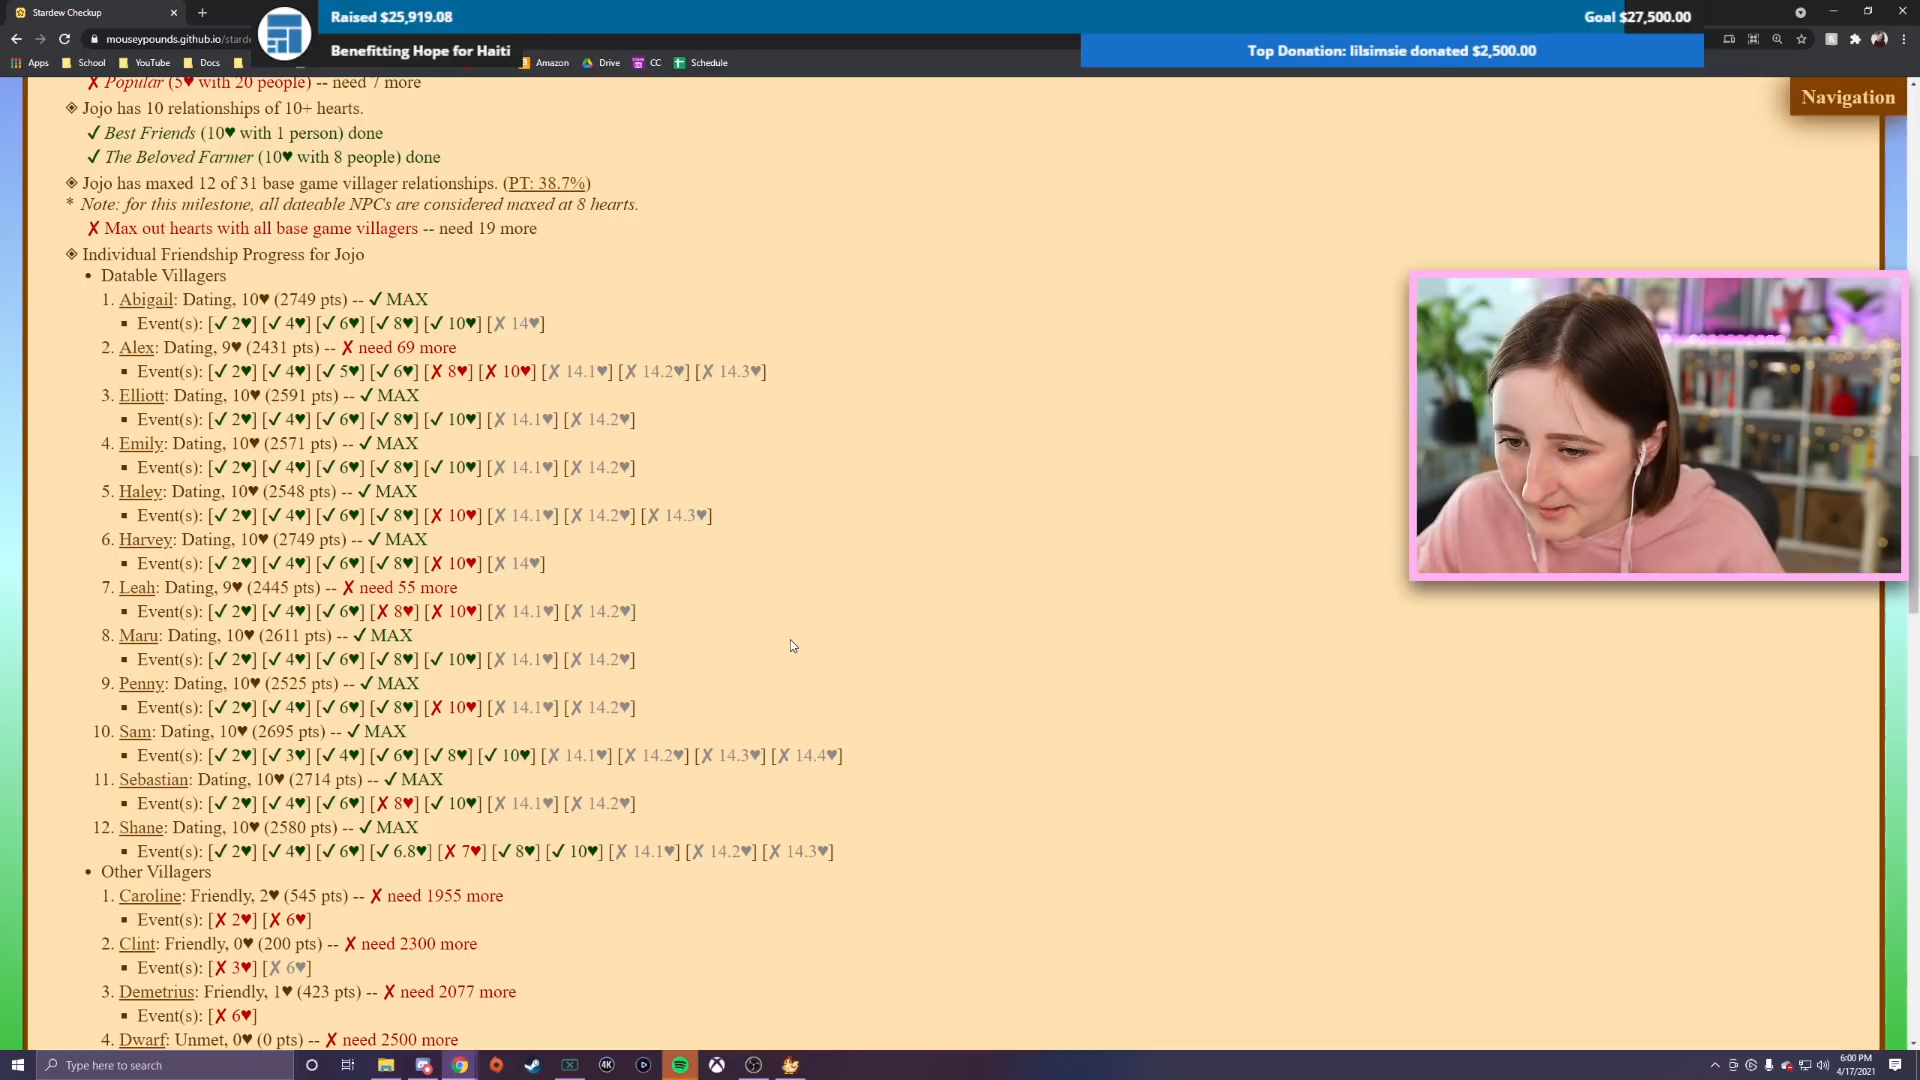 Stardew Checkup
Raised $25,919.08
Goal $27,500.00
mouseypounds.github.io/stard
Benefitting Hope for Haiti
Top Donation: lilsimsie donated $2,500.00
Apps School YouTube Docs Amazon Drive CC Schedule
✗ Popular (5♥ with 20 people) -- need 7 more
Navigation
◈ Jojo has 10 relationships of 10+ hearts.
✓ Best Friends (10♥ with 1 person) done
✓ The Beloved Farmer (10♥ with 8 people) done
◈ Jojo has maxed 12 of 31 base game villager relationships. (PT: 38.7%)
* Note: for this milestone, all dateable NPCs are considered maxed at 8 hearts.
✗ Max out hearts with all base game villagers -- need 19 more
◈ Individual Friendship Progress for Jojo
• Datable Villagers
1. Abigail: Dating, 10♥ (2749 pts) -- ✓ MAX
▪ Event(s): [✓ 2♥] [✓ 4♥] [✓ 6♥] [✓ 8♥] [✓ 10♥] [✗ 14♥]
2. Alex: Dating, 9♥ (2431 pts) -- ✗ need 69 more
▪ Event(s): [✓ 2♥] [✓ 4♥] [✓ 5♥] [✓ 6♥] [✗ 8♥] [✗ 10♥] [✗ 14.1♥] [✗ 14.2♥] [✗ 14.3♥]
3. Elliott: Dating, 10♥ (2591 pts) -- ✓ MAX
▪ Event(s): [✓ 2♥] [✓ 4♥] [✓ 6♥] [✓ 8♥] [✓ 10♥] [✗ 14.1♥] [✗ 14.2♥]
4. Emily: Dating, 10♥ (2571 pts) -- ✓ MAX
▪ Event(s): [✓ 2♥] [✓ 4♥] [✓ 6♥] [✓ 8♥] [✓ 10♥] [✗ 14.1♥] [✗ 14.2♥]
5. Haley: Dating, 10♥ (2548 pts) -- ✓ MAX
▪ Event(s): [✓ 2♥] [✓ 4♥] [✓ 6♥] [✓ 8♥] [✗ 10♥] [✗ 14.1♥] [✗ 14.2♥] [✗ 14.3♥]
6. Harvey: Dating, 10♥ (2749 pts) -- ✓ MAX
▪ Event(s): [✓ 2♥] [✓ 4♥] [✓ 6♥] [✓ 8♥] [✗ 10♥] [✗ 14♥]
7. Leah: Dating, 9♥ (2445 pts) -- ✗ need 55 more
▪ Event(s): [✓ 2♥] [✓ 4♥] [✓ 6♥] [✗ 8♥] [✗ 10♥] [✗ 14.1♥] [✗ 14.2♥]
8. Maru: Dating, 10♥ (2611 pts) -- ✓ MAX
▪ Event(s): [✓ 2♥] [✓ 4♥] [✓ 6♥] [✓ 8♥] [✓ 10♥] [✗ 14.1♥] [✗ 14.2♥]
9. Penny: Dating, 10♥ (2525 pts) -- ✓ MAX
▪ Event(s): [✓ 2♥] [✓ 4♥] [✓ 6♥] [✓ 8♥] [✗ 10♥] [✗ 14.1♥] [✗ 14.2♥]
10. Sam: Dating, 10♥ (2695 pts) -- ✓ MAX
▪ Event(s): [✓ 2♥] [✓ 3♥] [✓ 4♥] [✓ 6♥] [✓ 8♥] [✓ 10♥] [✗ 14.1♥] [✗ 14.2♥] [✗ 14.3♥] [✗ 14.4♥]
11. Sebastian: Dating, 10♥ (2714 pts) -- ✓ MAX
▪ Event(s): [✓ 2♥] [✓ 4♥] [✓ 6♥] [✗ 8♥] [✓ 10♥] [✗ 14.1♥] [✗ 14.2♥]
12. Shane: Dating, 10♥ (2580 pts) -- ✓ MAX
▪ Event(s): [✓ 2♥] [✓ 4♥] [✓ 6♥] [✓ 6.8♥] [✗ 7♥] [✓ 8♥] [✓ 10♥] [✗ 14.1♥] [✗ 14.2♥] [✗ 14.3♥]
• Other Villagers
1. Caroline: Friendly, 2♥ (545 pts) -- ✗ need 1955 more
▪ Event(s): [✗ 2♥] [✗ 6♥]
2. Clint: Friendly, 0♥ (200 pts) -- ✗ need 2300 more
▪ Event(s): [✗ 3♥] [✗ 6♥]
3. Demetrius: Friendly, 1♥ (423 pts) -- ✗ need 2077 more
▪ Event(s): [✗ 6♥]
4. Dwarf: Unmet, 0♥ (0 pts) -- ✗ need 2500 more
Type here to search
4K
6:00 PM
4/17/2021